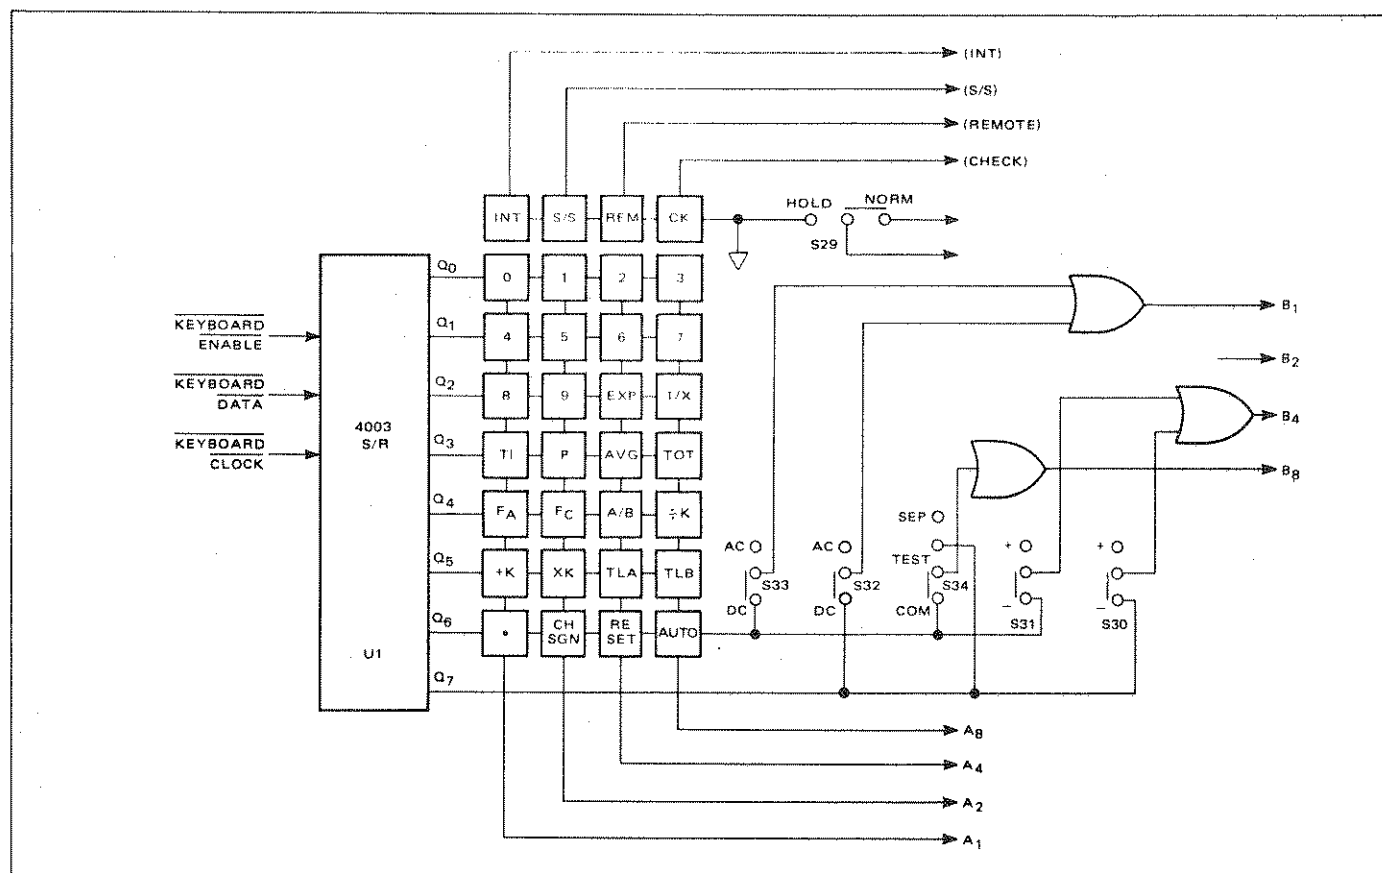 (INT)
(S/S)
(REMOTE)
(CHECK)
INT S/S REM CK
HOLD NORM
S29
Q0 0 1 2 3
KEYBOARD
ENABLE
Q1 4 5 6 7
KEYBOARD
DATA
Q2 8 9 EXP 1/X
4003
S/R
KEYBOARD
CLOCK
Q3 TI P AVG TOT
Q4 FA FC A/B ÷K
Q5 +K XK TLA TLB
Q6 • CH SGN RE SET AUTO
U1
Q7
B1
B2
B4
B8
SEP
AC AC TEST + +
S33 S32 S34
DC DC COM – –
S31 S30
A8
A4
A2
A1